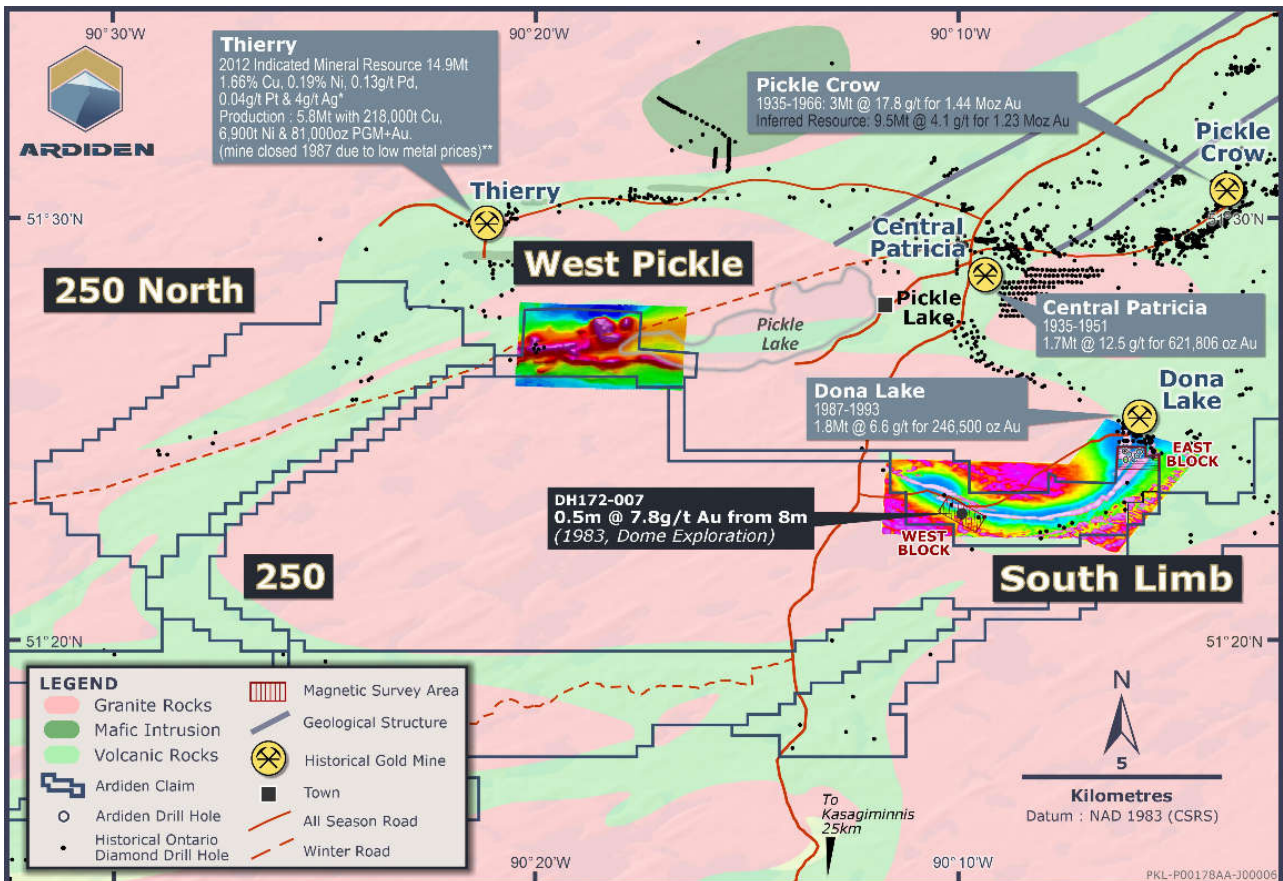 90°30'W
90°20'W
90°10'W
ARDIDEN
Thierry
2012 Indicated Mineral Resource 14.9Mt
1.66% Cu, 0.19% Ni, 0.13g/t Pd,
0.04g/t Pt & 4g/t Ag*
Production : 5.8Mt with 218,000t Cu,
6,900t Ni & 81,000oz PGM+Au.
(mine closed 1987 due to low metal prices)**
Pickle Crow
1935-1966: 3Mt @ 17.8 g/t for 1.44 Moz Au
Inferred Resource: 9.5Mt @ 4.1 g/t for 1.23 Moz Au
Pickle
Crow
Thierry
51°30'N
51°30'N
Central
Patricia
West Pickle
250 North
Pickle
Lake
Pickle
Lake
Central Patricia
1935-1951
1.7Mt @ 12.5 g/t for 621,806 oz Au
Dona Lake
1987-1993
1.8Mt @ 6.6 g/t for 246,500 oz Au
Dona
Lake
EAST
BLOCK
DH172-007
0.5m @ 7.8g/t Au from 8m
(1983, Dome Exploration)
WEST
BLOCK
250
South Limb
51°20'N
51°20'N
LEGEND
Granite Rocks
Mafic Intrusion
Volcanic Rocks
Ardiden Claim
Ardiden Drill Hole
Historical Ontario
Diamond Drill Hole
Magnetic Survey Area
Geological Structure
Historical Gold Mine
Town
All Season Road
Winter Road
To
Kasagiminnis
25km
N
5
Kilometres
Datum : NAD 1983 (CSRS)
90°20'W
90°10'W
PKL-P00178AA-J00006